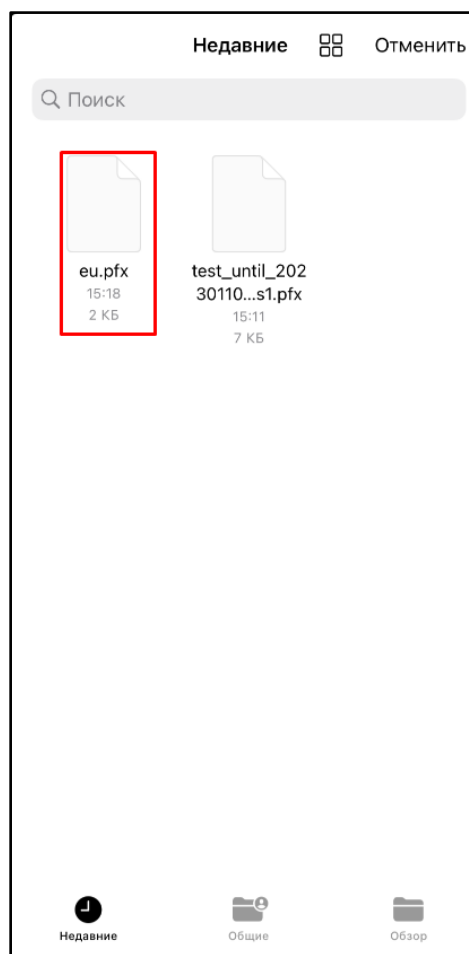 Недавние Отменить
Поиск
eu.pfx
15:18
2 КБ
test_until_202
30110...s1.pfx
15:11
7 КБ
Недавние Общие Обзор